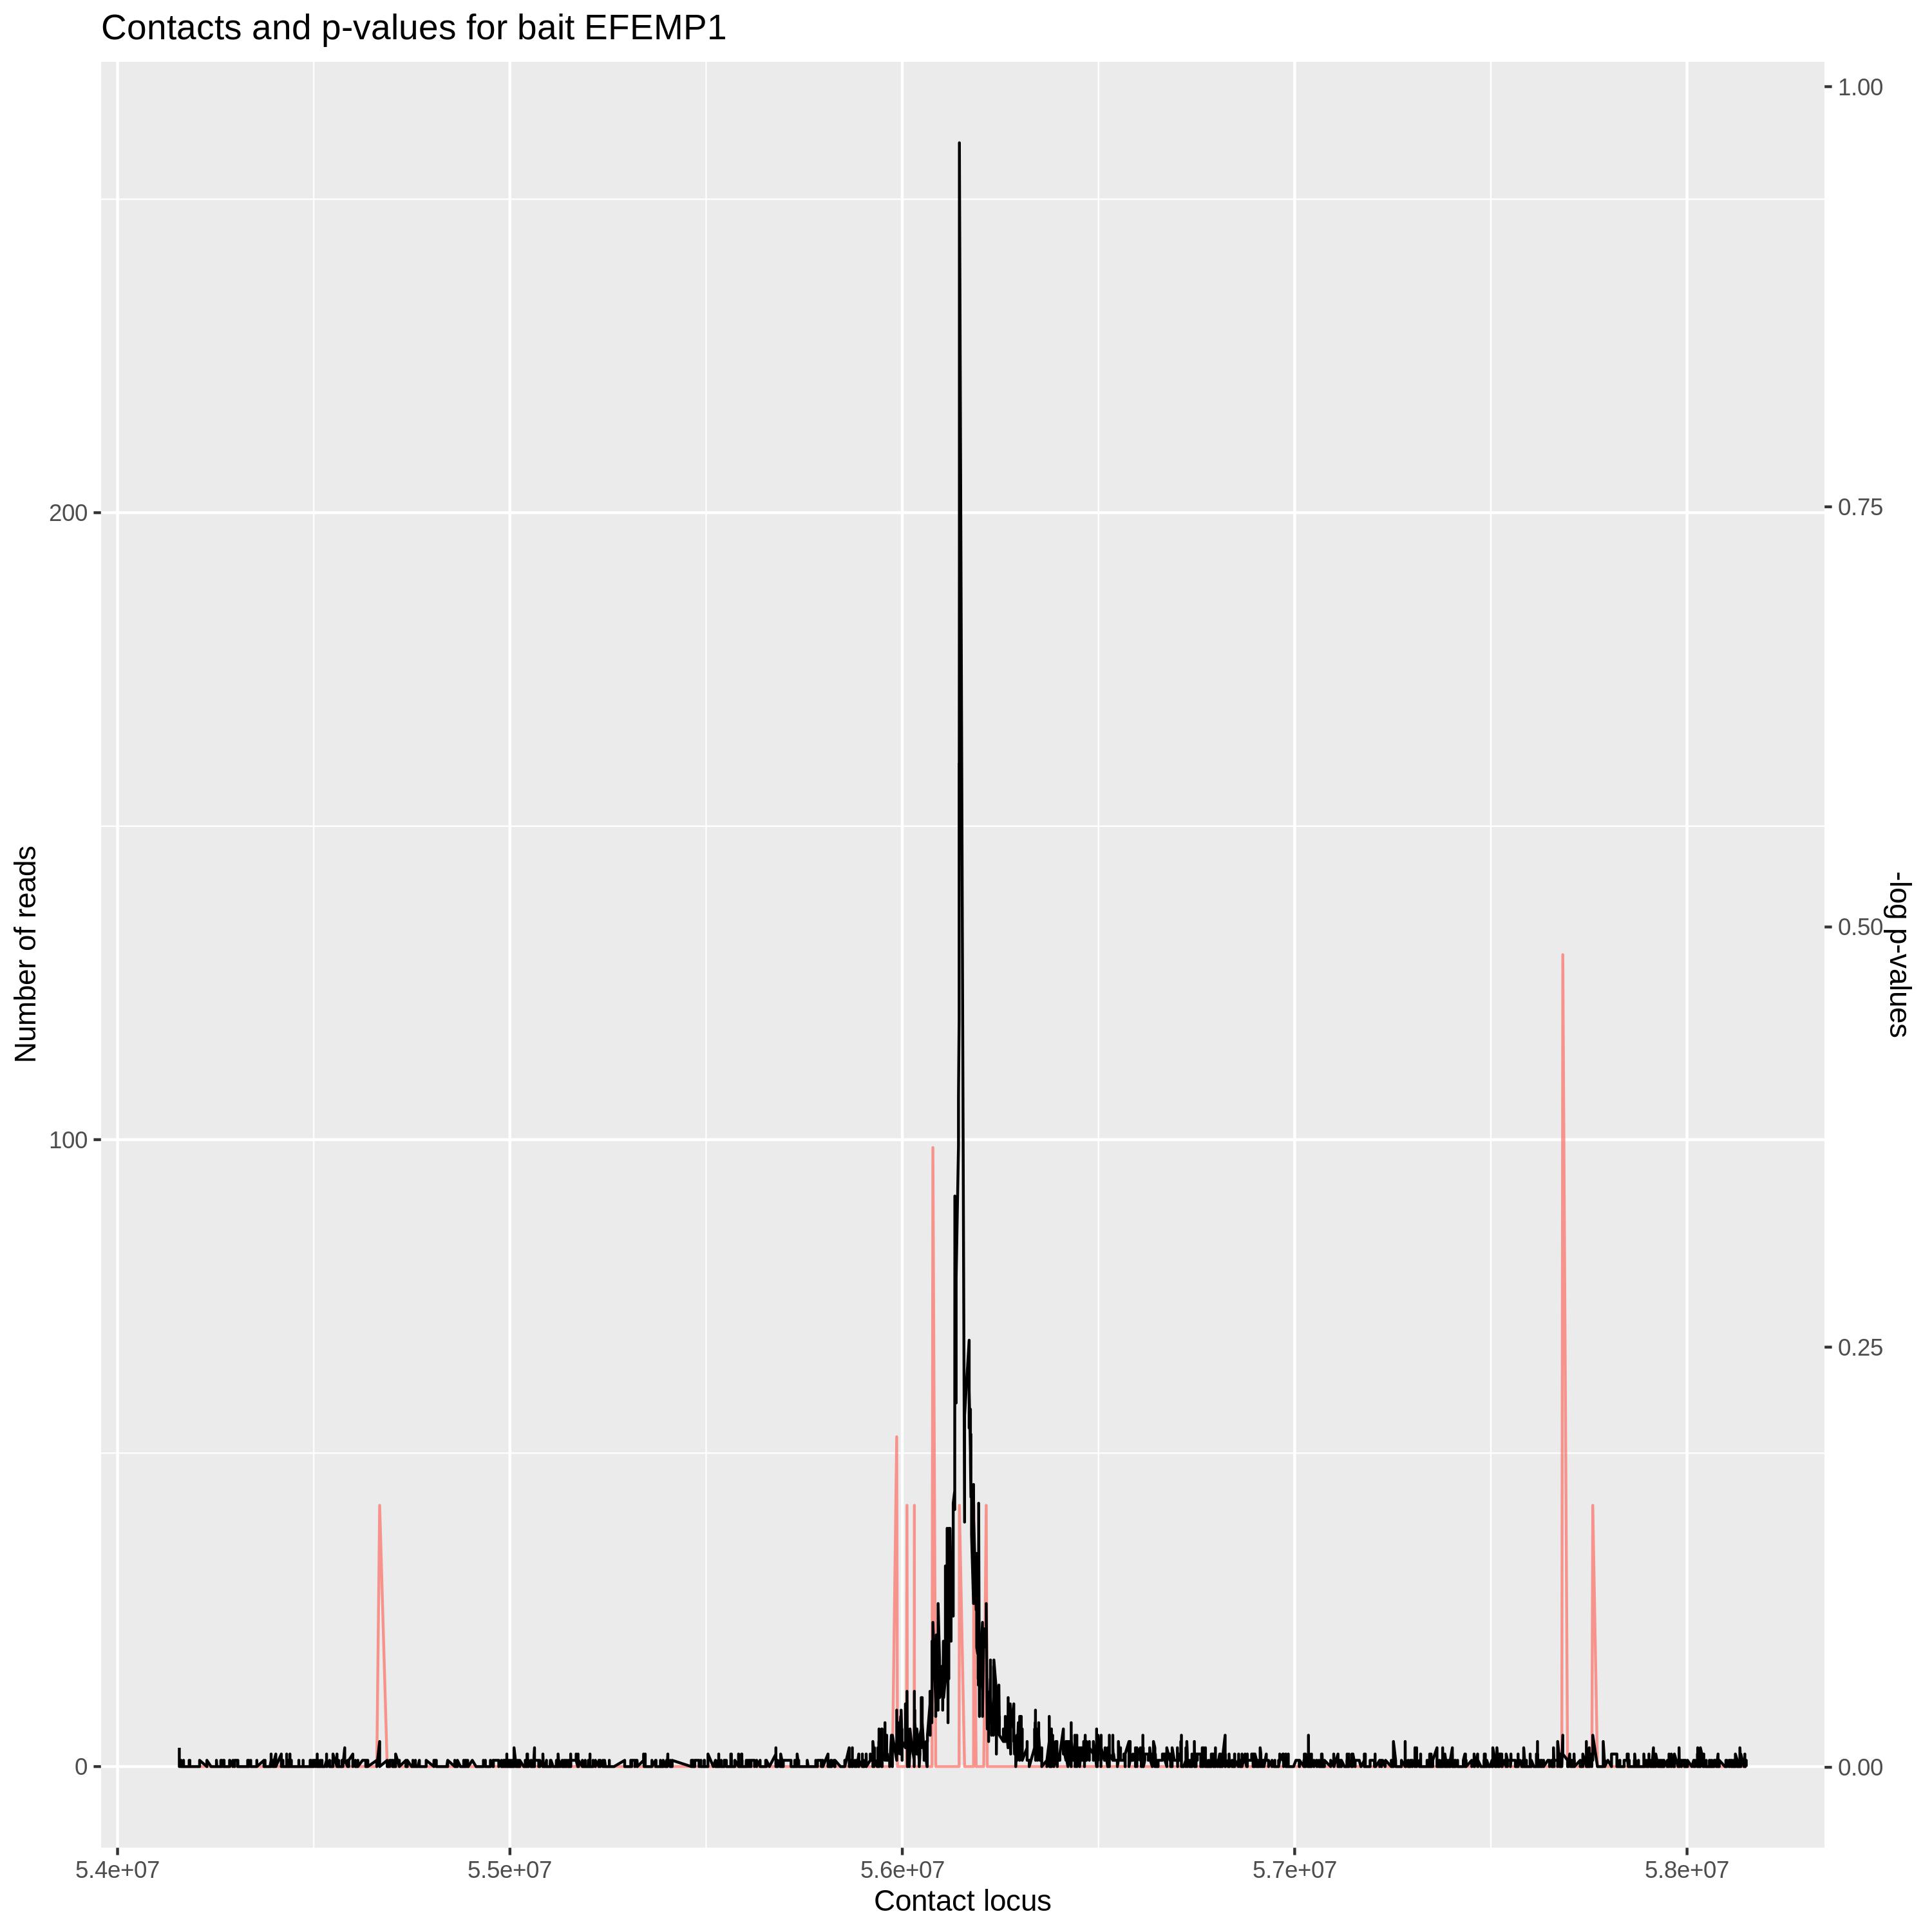 Contacts and p-values for bait EFEMP1
1.00
200
0.75
Number of reads
0.50
-log p-values
100
0.25
0
0.00
5.4e+07
5.5e+07
5.6e+07
5.7e+07
5.8e+07
Contact locus